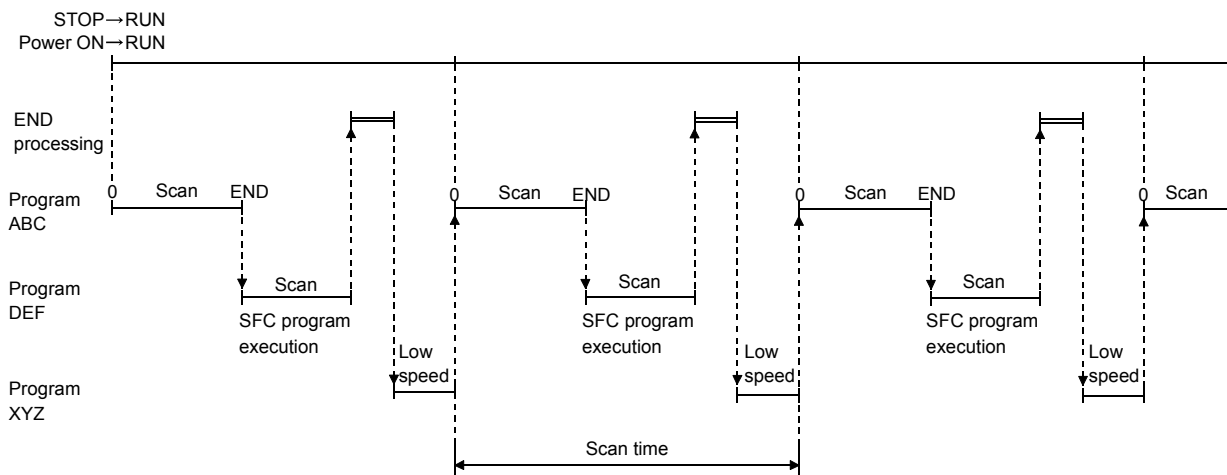 STOP→RUN
Power ON→RUN
END
processing
Program
ABC
0 Scan END 0 Scan END 0 Scan END 0 Scan
Program
DEF
Scan Scan Scan
SFC program
execution
SFC program
execution
SFC program
execution
Program
XYZ
Low
speed
Low
speed
Low
speed
Scan time